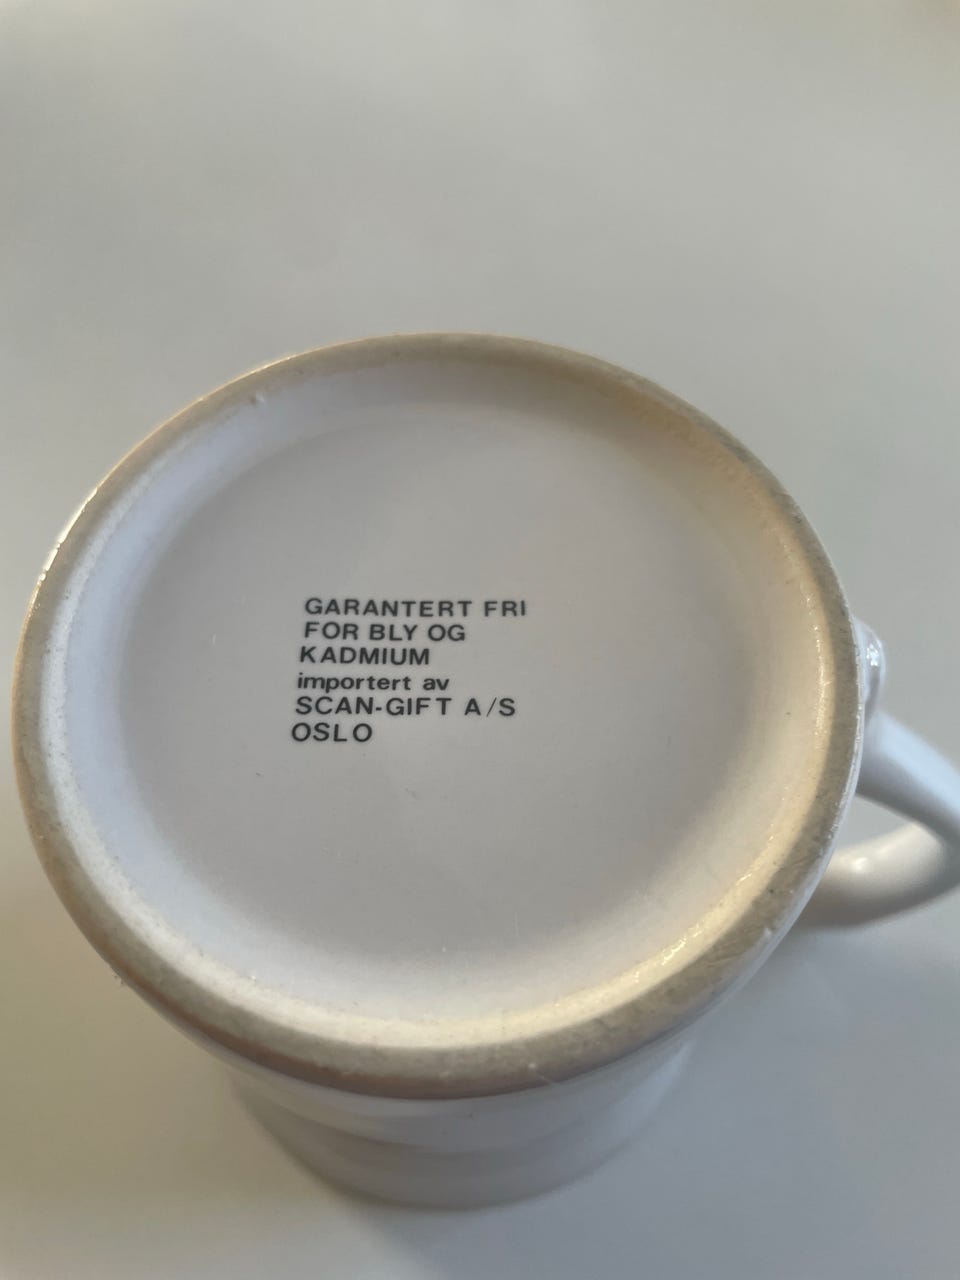 GARANTERT FRI
FOR BLY OG
KADMIUM
importert av
SCAN-GIFT A/S
OSLO